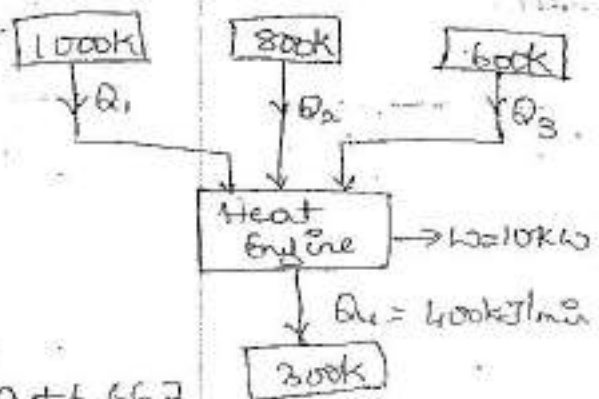 1000K 800K 600K
Q₁ Q₂ Q₃
Heat
Engine → W=10KW
Q₄ = 400KJ/min
300K